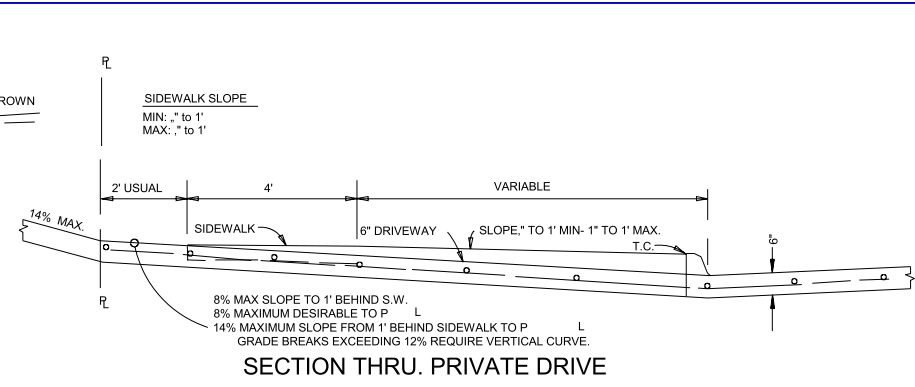 PL
ROWN
SIDEWALK SLOPE
MIN: „" to 1'
MAX: ‚" to 1'
2' USUAL
4'
VARIABLE
14% MAX.
SIDEWALK
6" DRIVEWAY
SLOPE‚" TO 1' MIN- 1" TO 1' MAX.
T.C.
6"
PL
8% MAX SLOPE TO 1' BEHIND S.W.
8% MAXIMUM DESIRABLE TO P L
14% MAXIMUM SLOPE FROM 1' BEHIND SIDEWALK TO P L
GRADE BREAKS EXCEEDING 12% REQUIRE VERTICAL CURVE.
SECTION THRU. PRIVATE DRIVE